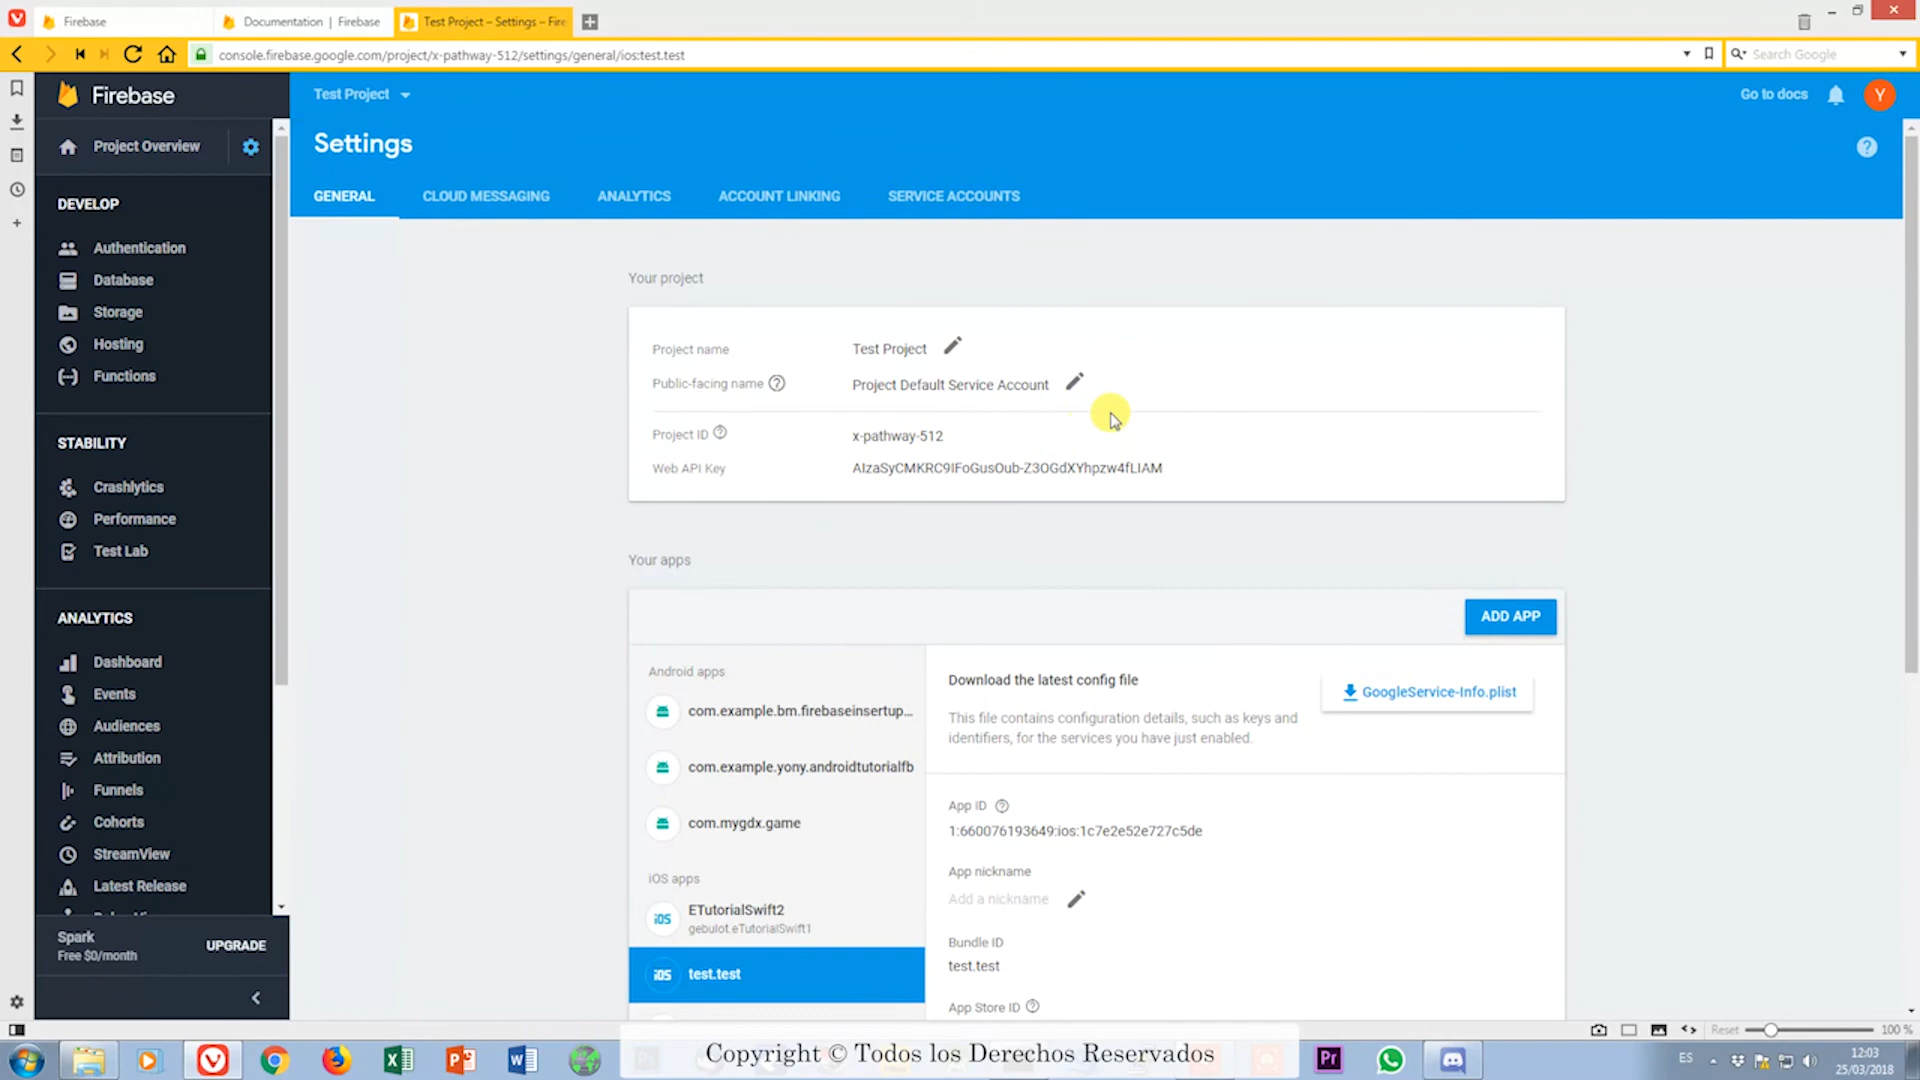 Firebase
Documentation | Firebase
Test Project – Settings – Fire
console.firebase.google.com/project/x-pathway-512/settings/general/ios:test.test
Search Google
Firebase
Test Project
Go to docs
Y
Project Overview
Settings
GENERAL
CLOUD MESSAGING
ANALYTICS
ACCOUNT LINKING
SERVICE ACCOUNTS
DEVELOP
Authentication
Database
Storage
Hosting
Functions
STABILITY
Crashlytics
Performance
Test Lab
ANALYTICS
Dashboard
Events
Audiences
Attribution
Funnels
Cohorts
StreamView
Latest Release
Spark
Free $0/month
UPGRADE
Your project
Project name
Test Project
Public-facing name
Project Default Service Account
Project ID
x-pathway-512
Web API Key
AIzaSyCMKRC9IFoGusOub-Z3OGdXYhpzw4fLIAM
Your apps
ADD APP
Android apps
com.example.bm.firebaseinsertup...
com.example.yony.androidtutorialfb
com.mygdx.game
iOS apps
iOS
ETutorialSwift2
gebulot.eTutorialSwift1
iOS
test.test
Download the latest config file
This file contains configuration details, such as keys and
identifiers, for the services you have just enabled.
GoogleService-Info.plist
App ID
1:660076193649:ios:1c7e2e52e727c5de
App nickname
Add a nickname
Bundle ID
test.test
App Store ID
Reset
100 %
Copyright © Todos los Derechos Reservados
Pr
ES
12:03
25/03/2018